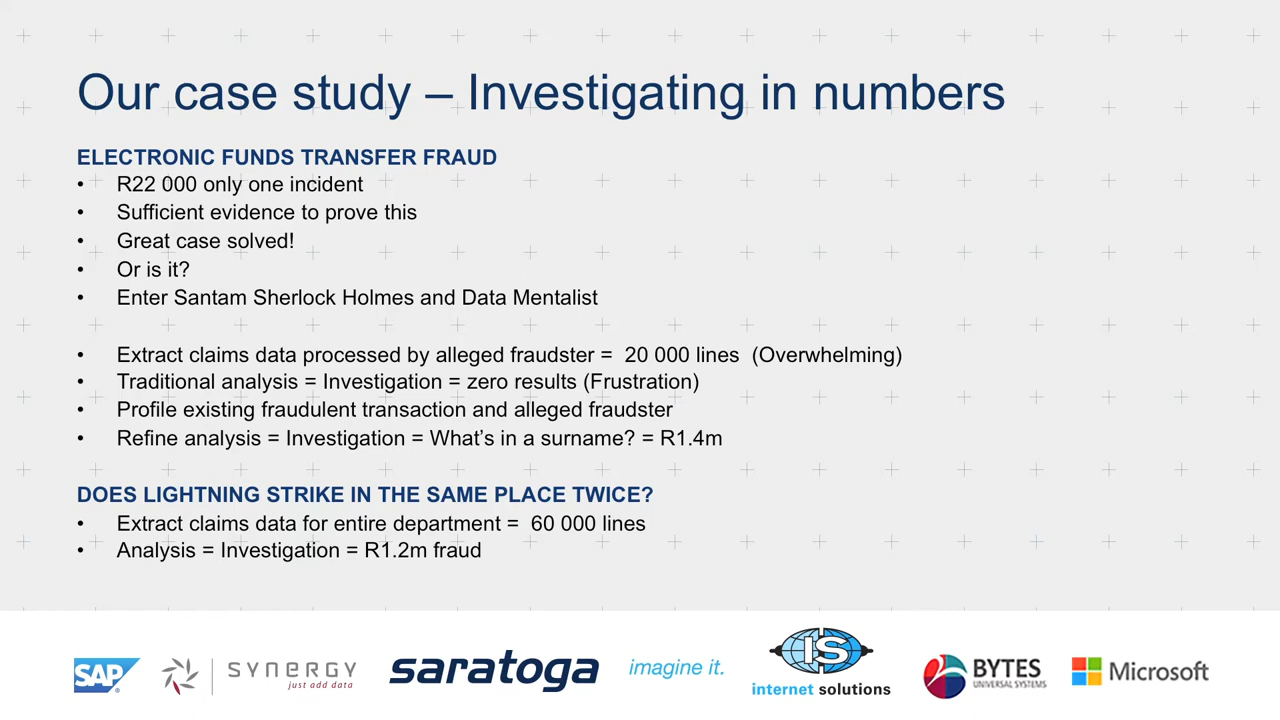 Our case study – Investigating in numbers
ELECTRONIC FUNDS TRANSFER FRAUD
• R22 000 only one incident
• Sufficient evidence to prove this
• Great case solved!
• Or is it?
• Enter Santam Sherlock Holmes and Data Mentalist
• Extract claims data processed by alleged fraudster = 20 000 lines (Overwhelming)
• Traditional analysis = Investigation = zero results (Frustration)
• Profile existing fraudulent transaction and alleged fraudster
• Refine analysis = Investigation = What's in a surname? = R1.4m
DOES LIGHTNING STRIKE IN THE SAME PLACE TWICE?
• Extract claims data for entire department = 60 000 lines
• Analysis = Investigation = R1.2m fraud
SAP
SYNERGY
just add data
saratoga
imagine it.
IS
internet solutions
BYTES
UNIVERSAL SYSTEMS
Microsoft